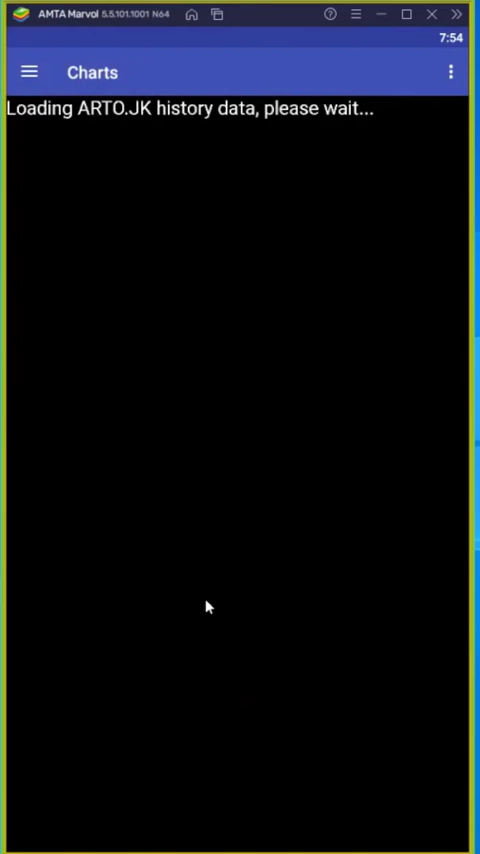 AMTA Marvol 5.5.101.1001 N64
7:54
Charts
Loading ARTO.JK history data, please wait...